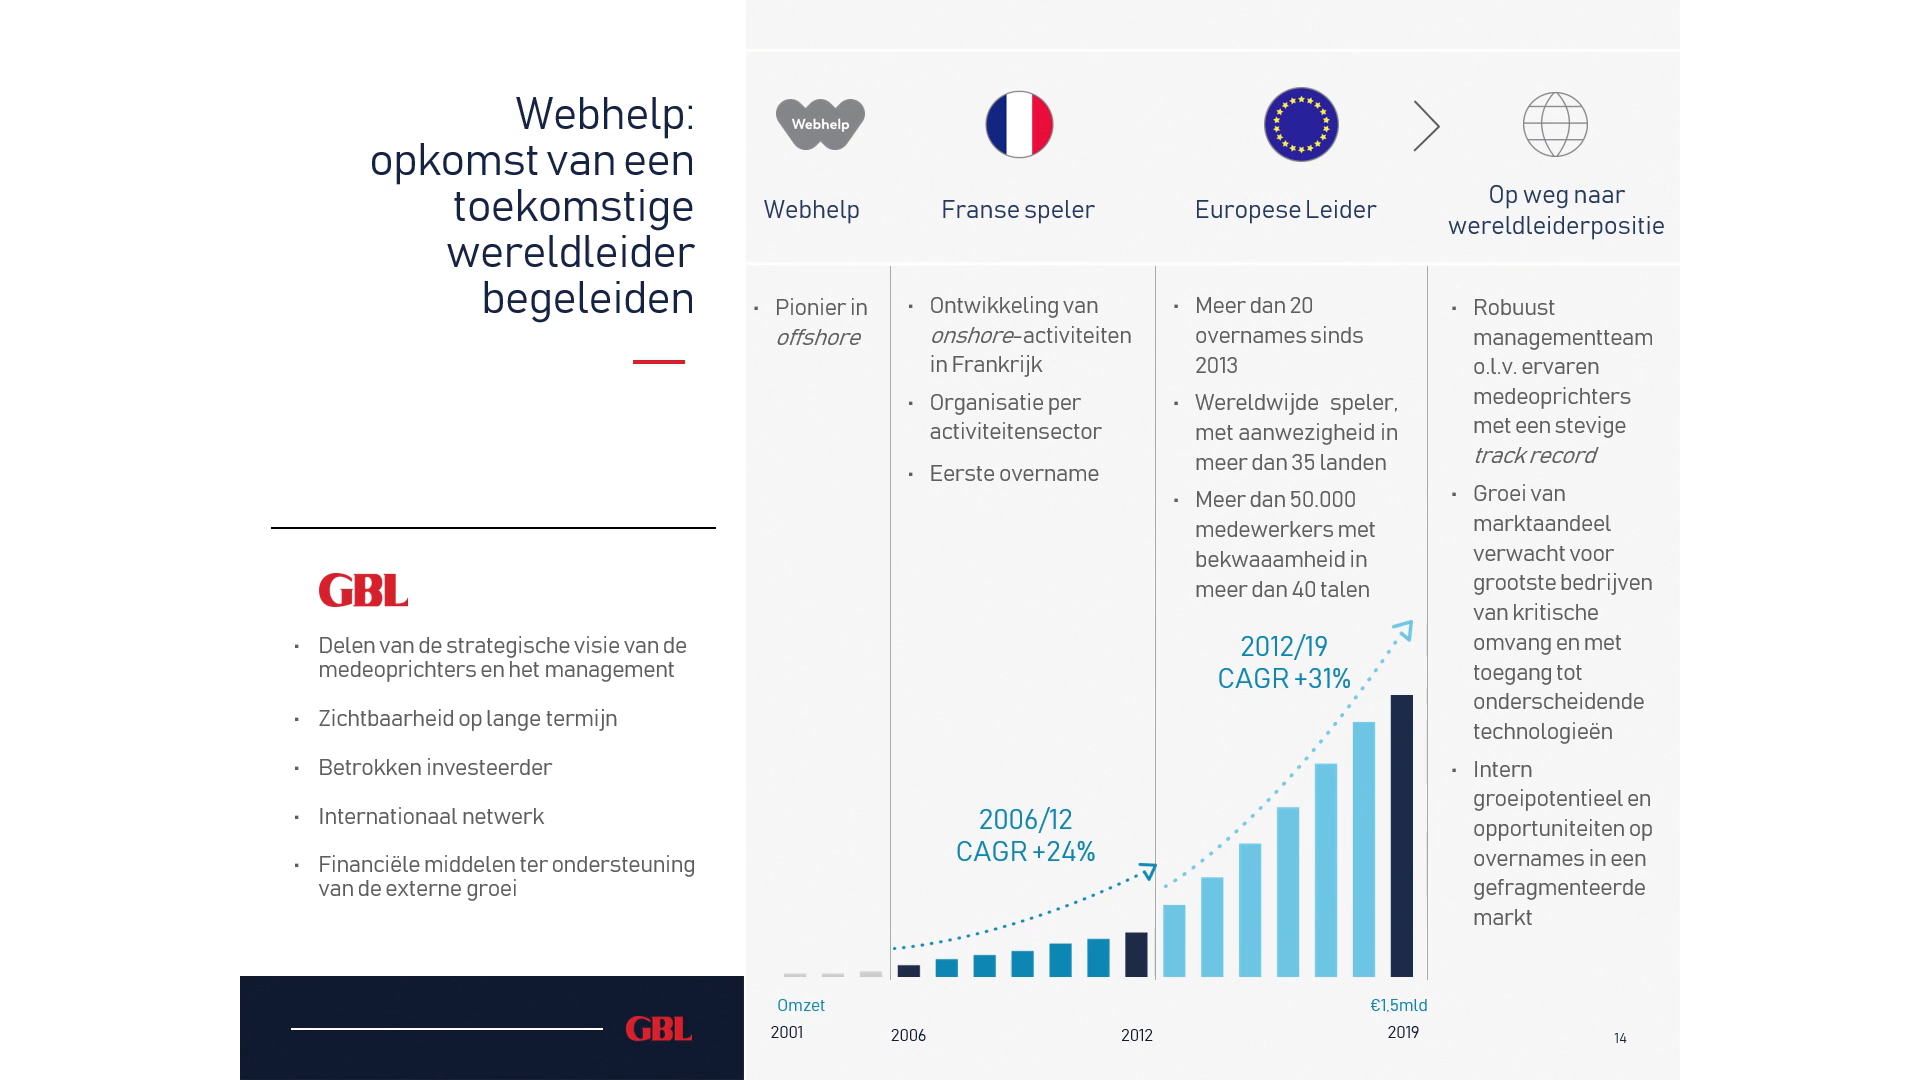 Webhelp:
opkomst van een
toekomstige
wereldleider
begeleiden
GBL
· Delen van de strategische visie van de
medeoprichters en het management
· Zichtbaarheid op lange termijn
· Betrokken investeerder
· Internationaal netwerk
· Financiële middelen ter ondersteuning
van de externe groei
GBL
Webhelp
Webhelp
Franse speler
Europese Leider
Op weg naar
wereldleiderpositie
· Pionier in
offshore
· Ontwikkeling van
onshore-activiteiten
in Frankrijk
· Organisatie per
activiteitensector
· Eerste overname
· Meer dan 20
overnames sinds
2013
· Wereldwijde speler,
met aanwezigheid in
meer dan 35 landen
· Meer dan 50.000
medewerkers met
bekwaaamheid in
meer dan 40 talen
· Robuust
managementteam
o.l.v. ervaren
medeoprichters
met een stevige
track record
· Groei van
marktaandeel
verwacht voor
grootste bedrijven
van kritische
omvang en met
toegang tot
onderscheidende
technologieën
· Intern
groeipotentieel en
opportuniteiten op
overnames in een
gefragmenteerde
markt
2006/12
CAGR +24%
2012/19
CAGR +31%
Omzet
€1,5mld
2001
2006
2012
2019
14